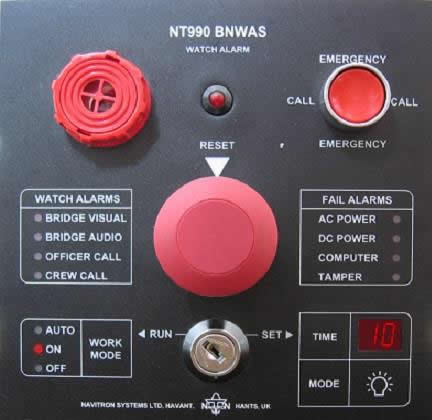 NT990 BNWAS
WATCH ALARM
EMERGENCY
CALL CALL
EMERGENCY
RESET
WATCH ALARMS
BRIDGE VISUAL
BRIDGE AUDIO
OFFICER CALL
CREW CALL
FAIL ALARMS
AC POWER
DC POWER
COMPUTER
TAMPER
AUTO
ON
OFF
WORK
MODE
RUN
SET
TIME 10
MODE
NAVITRON SYSTEMS LTD, HAVANT, HANTS, UK